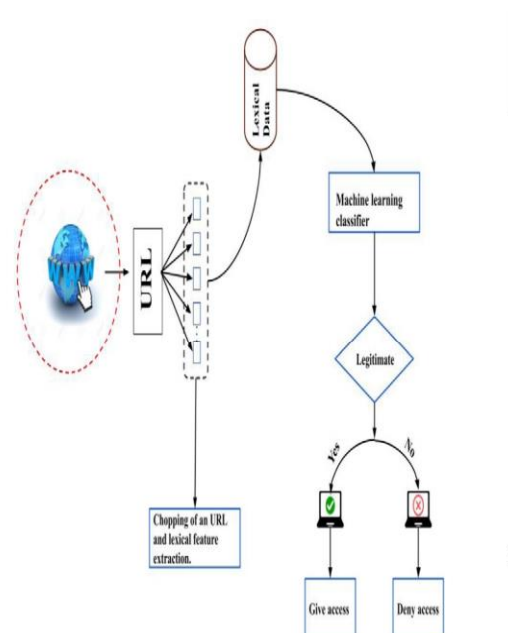 Lexical
Data
Machine learning
classifier
WWW
URL
Legitimate
Yes
No
Chopping of an URL
and lexical feature
extraction.
Give access
Deny access